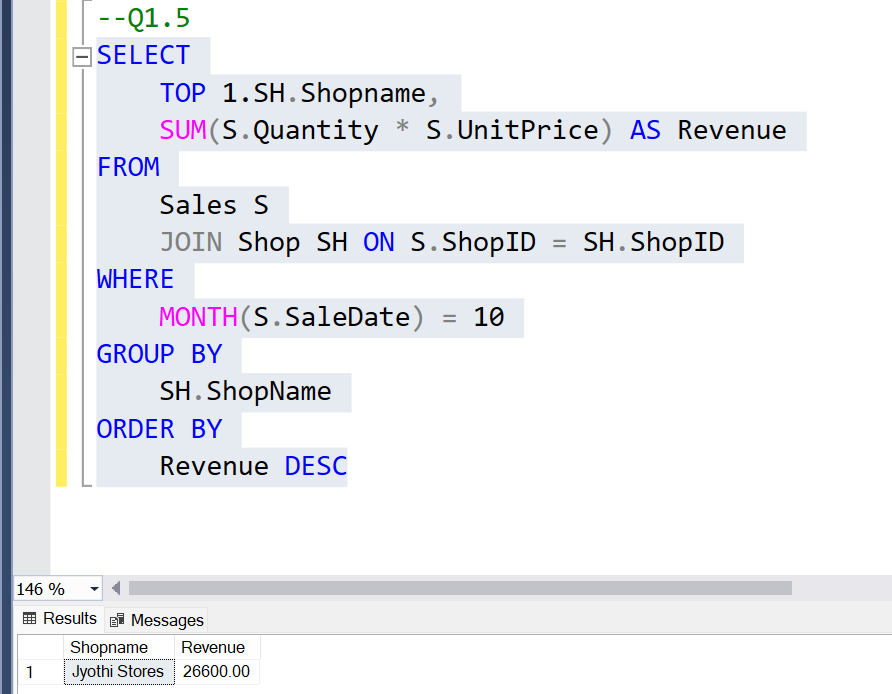 --Q1.5
SELECT
TOP 1.SH.Shopname,
SUM(S.Quantity * S.UnitPrice) AS Revenue
FROM
Sales S
JOIN Shop SH ON S.ShopID = SH.ShopID
WHERE
MONTH(S.SaleDate) = 10
GROUP BY
SH.ShopName
ORDER BY
Revenue DESC
146 %
Results Messages
Shopname Revenue
1 Jyothi Stores 26600.00